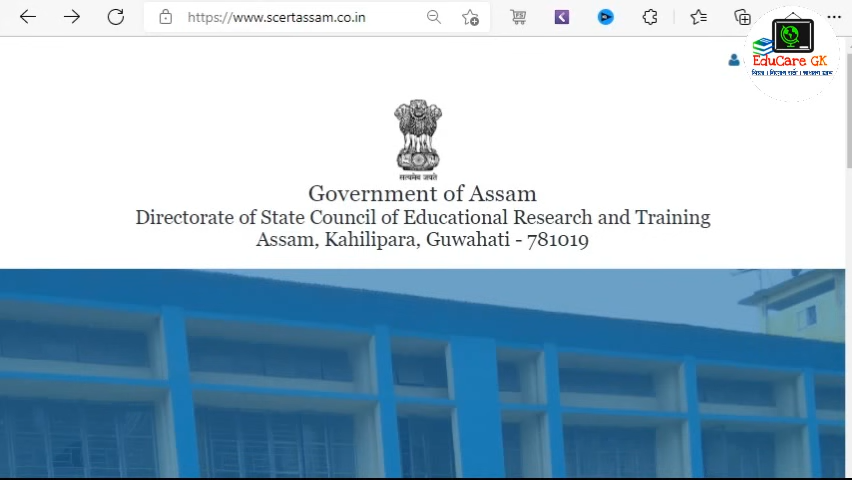 https://www.scertassam.co.in
EduCare GK
सत्यमेव जयते
Government of Assam
Directorate of State Council of Educational Research and Training
Assam, Kahilipara, Guwahati - 781019